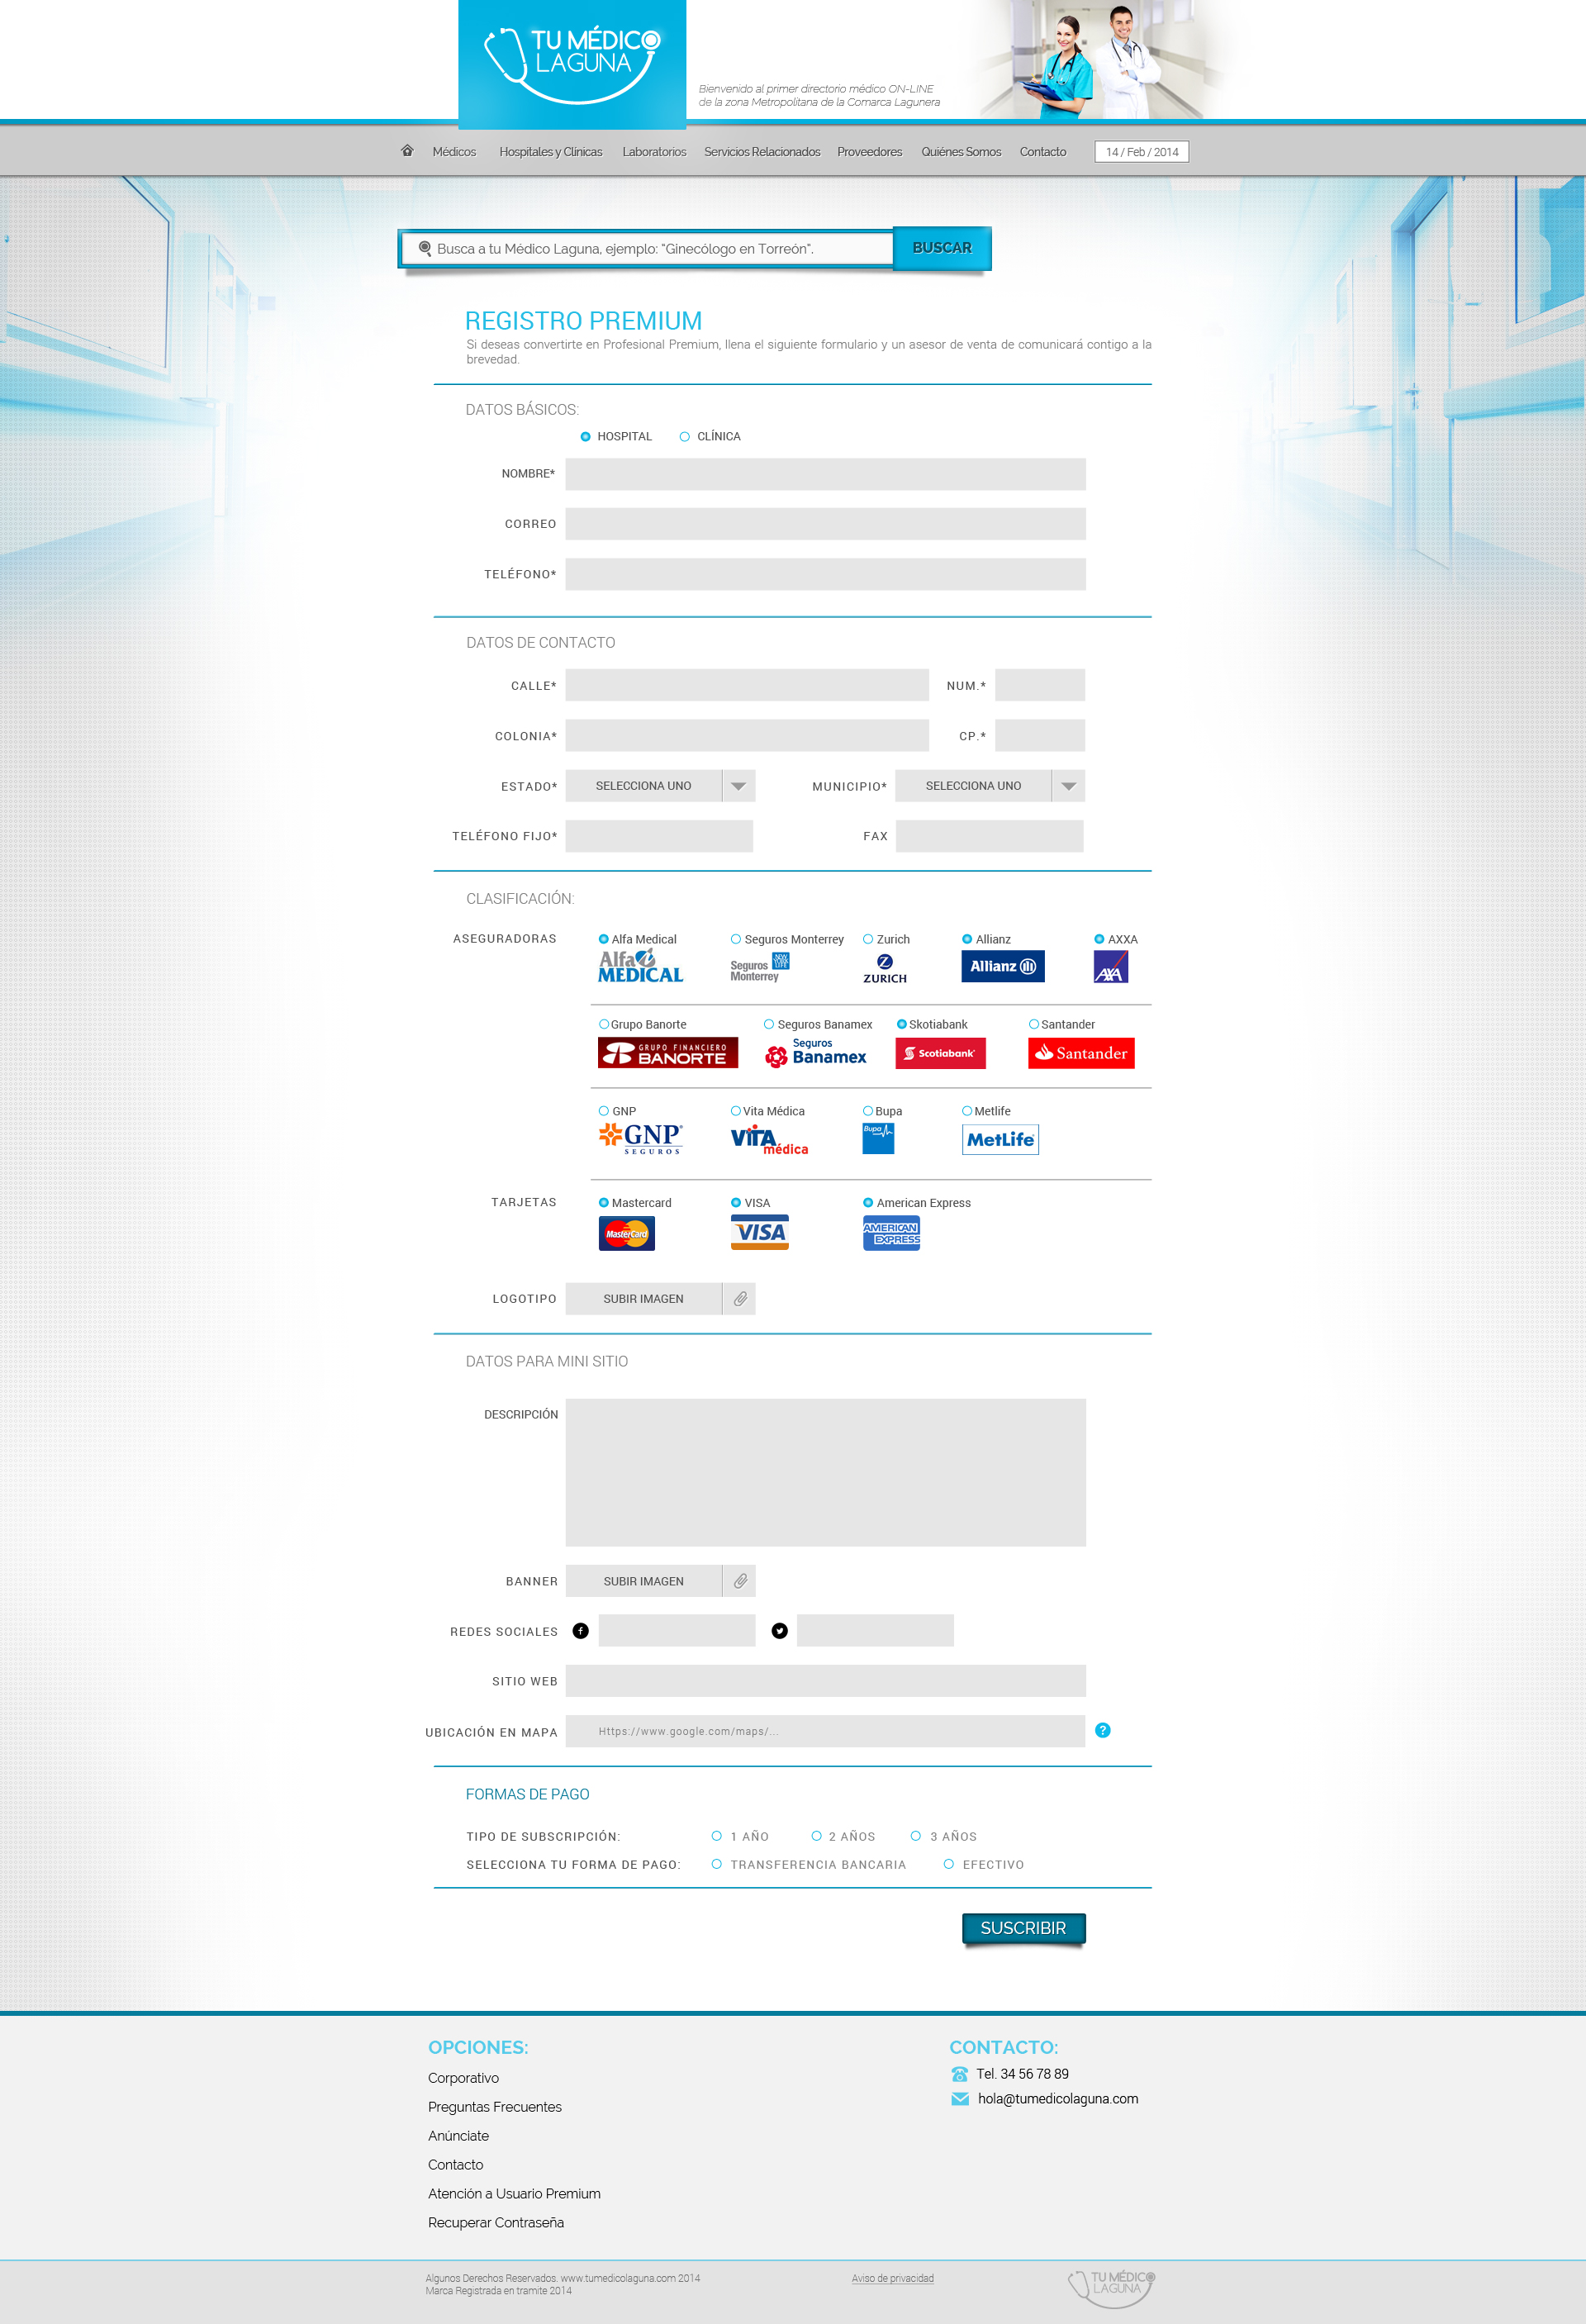 TU MÉDICO
LAGUNA
Bienvenido al primer directorio médico ON-LINE
de la zona Metropolitana de la Comarca Lagunera
Médicos Hospitales y Clínicas Laboratorios Servicios Relacionados Proveedores Quiénes Somos Contacto 14 / Feb / 2014
Busca a tu Médico Laguna, ejemplo: "Ginecólogo en Torreón". BUSCAR
REGISTRO PREMIUM
Si deseas convertirte en Profesional Premium, llena el siguiente formulario y un asesor de venta de comunicará contigo a la
brevedad.
DATOS BÁSICOS:
HOSPITAL CLÍNICA
NOMBRE*
CORREO
TELÉFONO*
DATOS DE CONTACTO
CALLE* NUM.*
COLONIA* CP.*
ESTADO* SELECCIONA UNO MUNICIPIO* SELECCIONA UNO
TELÉFONO FIJO* FAX
CLASIFICACIÓN:
ASEGURADORAS Alfa Medical Seguros Monterrey Zurich Allianz AXXA
Alfa MEDICAL Seguros Monterrey NEW YORK LIFE ZURICH Allianz AXA
Grupo Banorte Seguros Banamex Skotiabank Santander
GRUPO FINANCIERO BANORTE Seguros Banamex Scotiabank Santander
GNP Vita Médica Bupa Metlife
GNP SEGUROS VITA médica Bupa MetLife
TARJETAS Mastercard VISA American Express
MasterCard VISA AMERICAN EXPRESS
LOGOTIPO SUBIR IMAGEN
DATOS PARA MINI SITIO
DESCRIPCIÓN
BANNER SUBIR IMAGEN
REDES SOCIALES
SITIO WEB
UBICACIÓN EN MAPA Https://www.google.com/maps/... ?
FORMAS DE PAGO
TIPO DE SUBSCRIPCIÓN: 1 AÑO 2 AÑOS 3 AÑOS
SELECCIONA TU FORMA DE PAGO: TRANSFERENCIA BANCARIA EFECTIVO
SUSCRIBIR
OPCIONES:
Corporativo
Preguntas Frecuentes
Anúnciate
Contacto
Atención a Usuario Premium
Recuperar Contraseña
CONTACTO:
Tel. 34 56 78 89
hola@tumedicolaguna.com
Algunos Derechos Reservados. www.tumedicolaguna.com 2014
Marca Registrada en tramite 2014
Aviso de privacidad
TU MÉDICO
LAGUNA